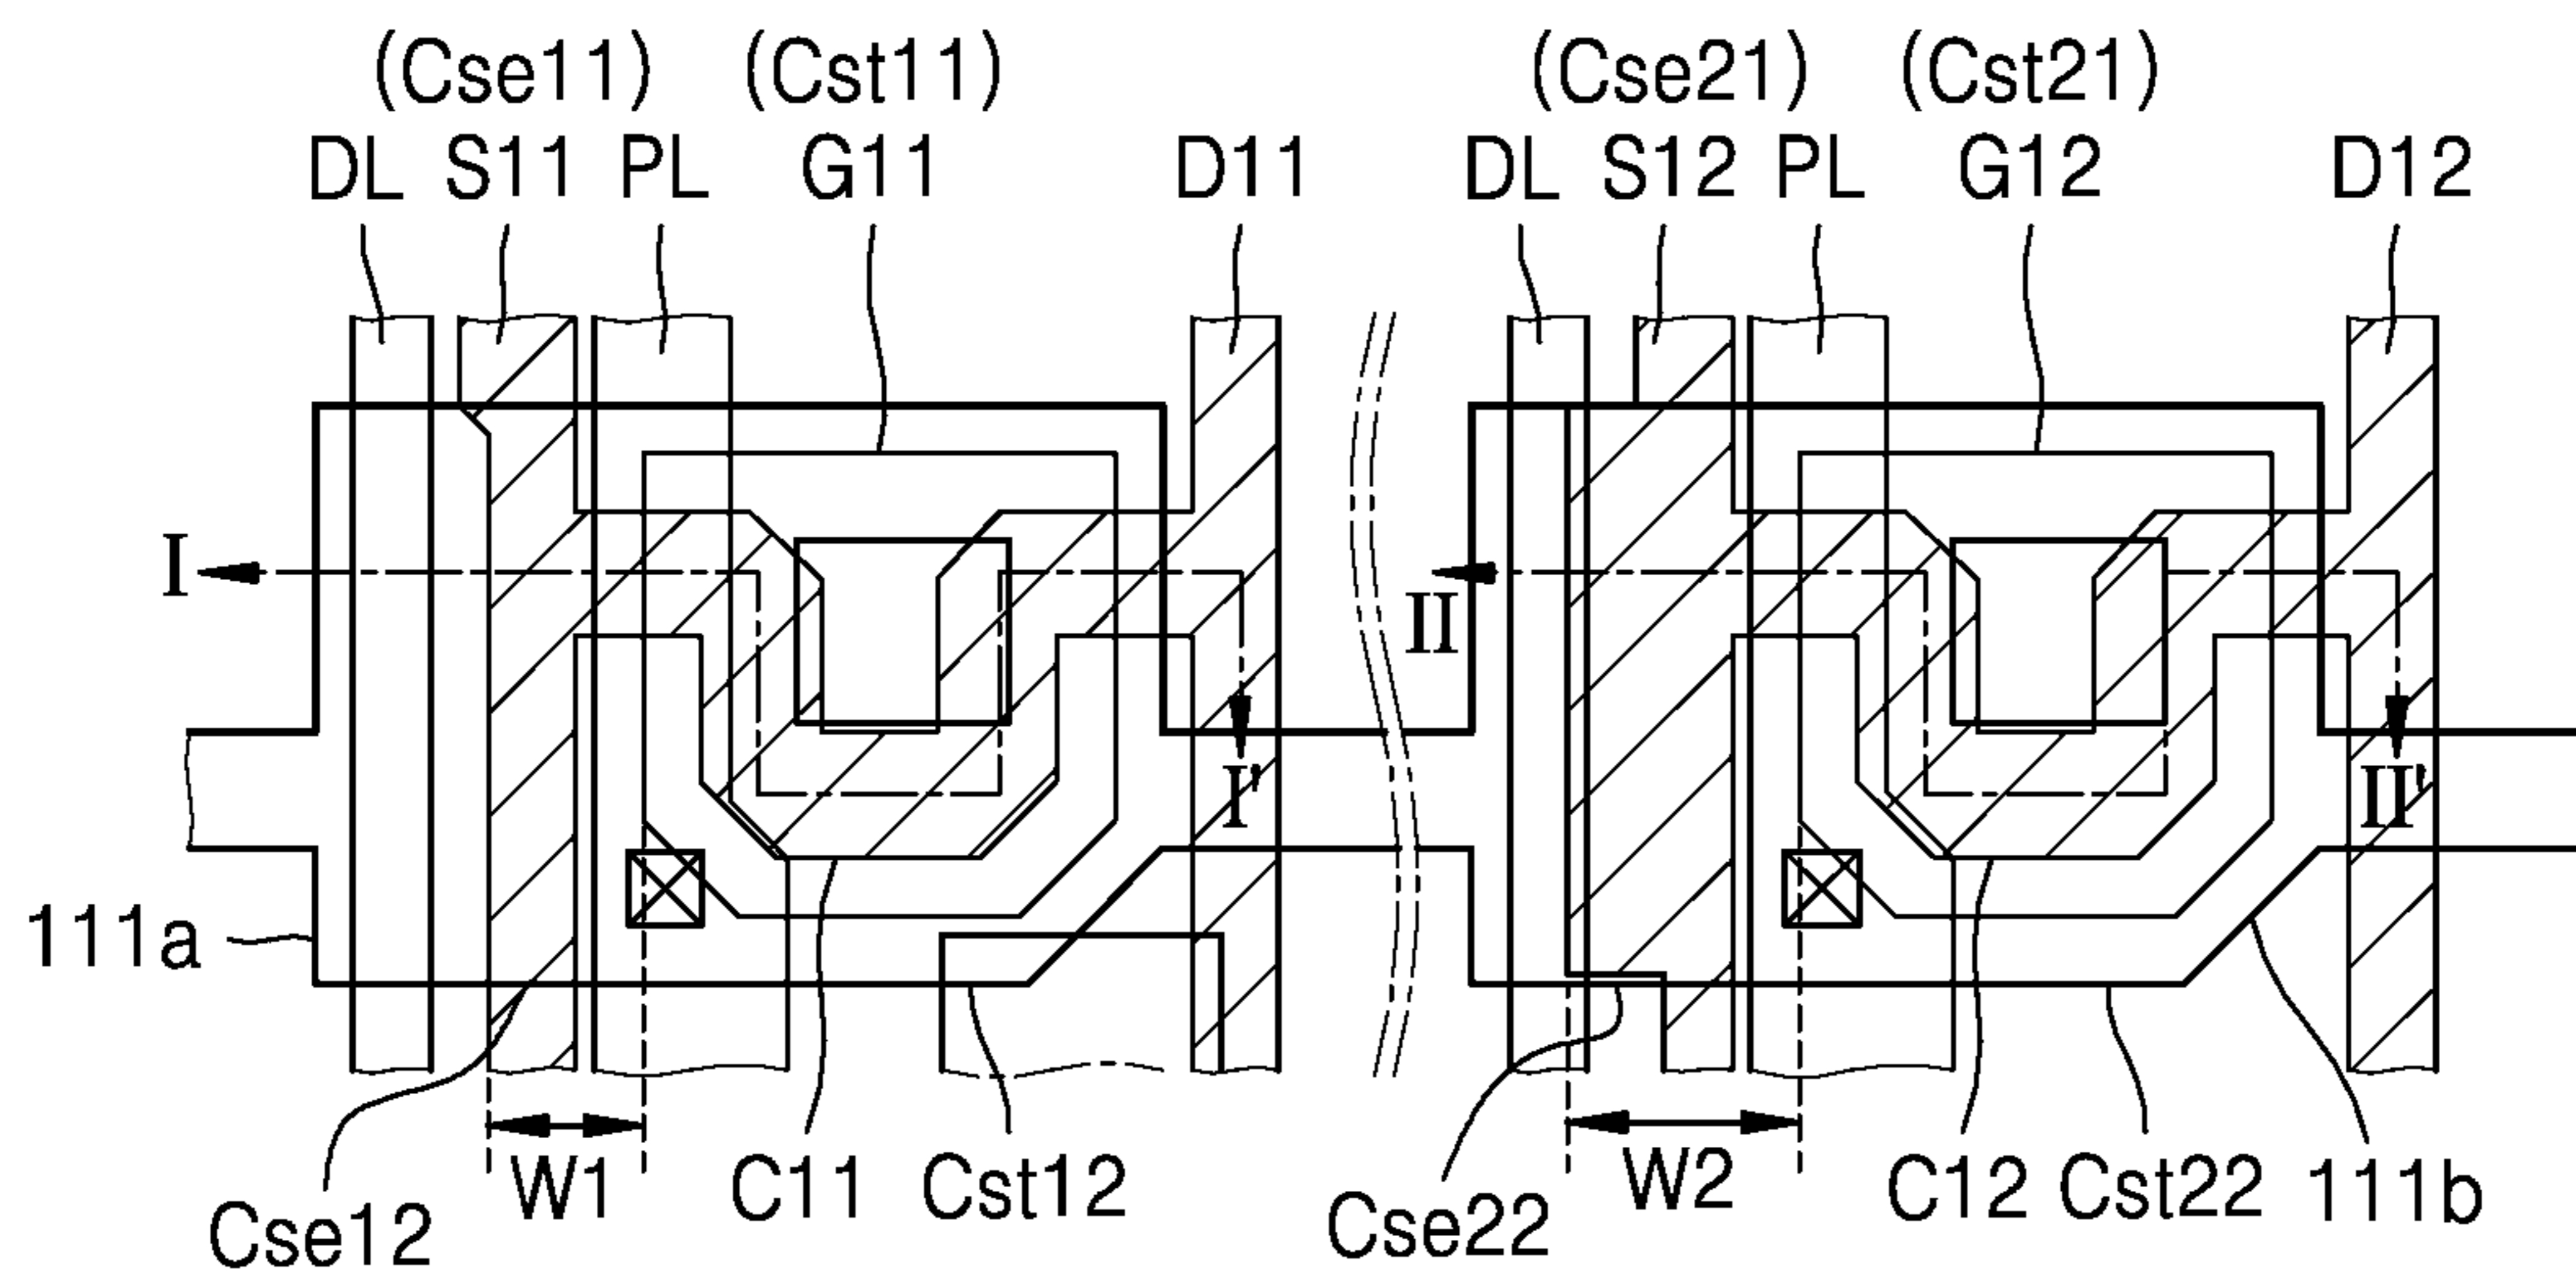 (Cse11) (Cst11) (Cse21) (Cst21)
DL S11 PL G11 D11 DL S12 PL G12 D12
I II
I' II'
111a
W1 C11 Cst12 W2 C12 Cst22 111b
Cse12 Cse22